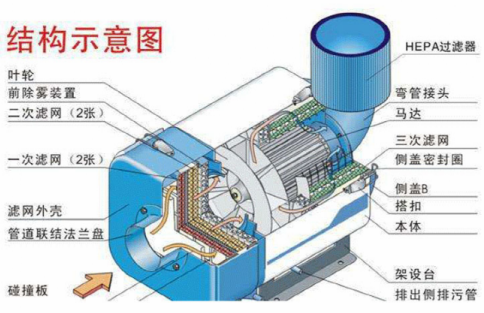 结构示意图
叶轮
前除雾装置
二次滤网（2张）
一次滤网（2张）
滤网外壳
管道联结法兰盘
碰撞板
HEPA过滤器
弯管接头
马达
三次滤网
侧盖密封圈
侧盖B
搭扣
本体
架设台
排出侧排污管